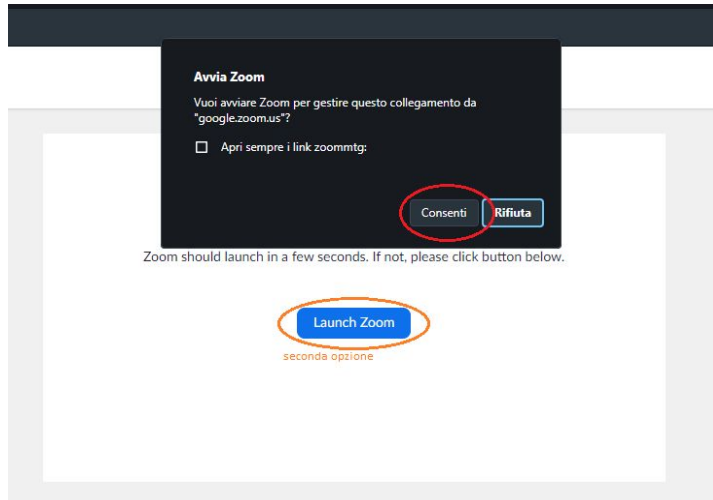 Avvia Zoom
Vuoi avviare Zoom per gestire questo collegamento da
"google.zoom.us"?
Apri sempre i link zoommtg:
Consenti Rifiuta
Zoom should launch in a few seconds. If not, please click button below.
Launch Zoom
seconda opzione